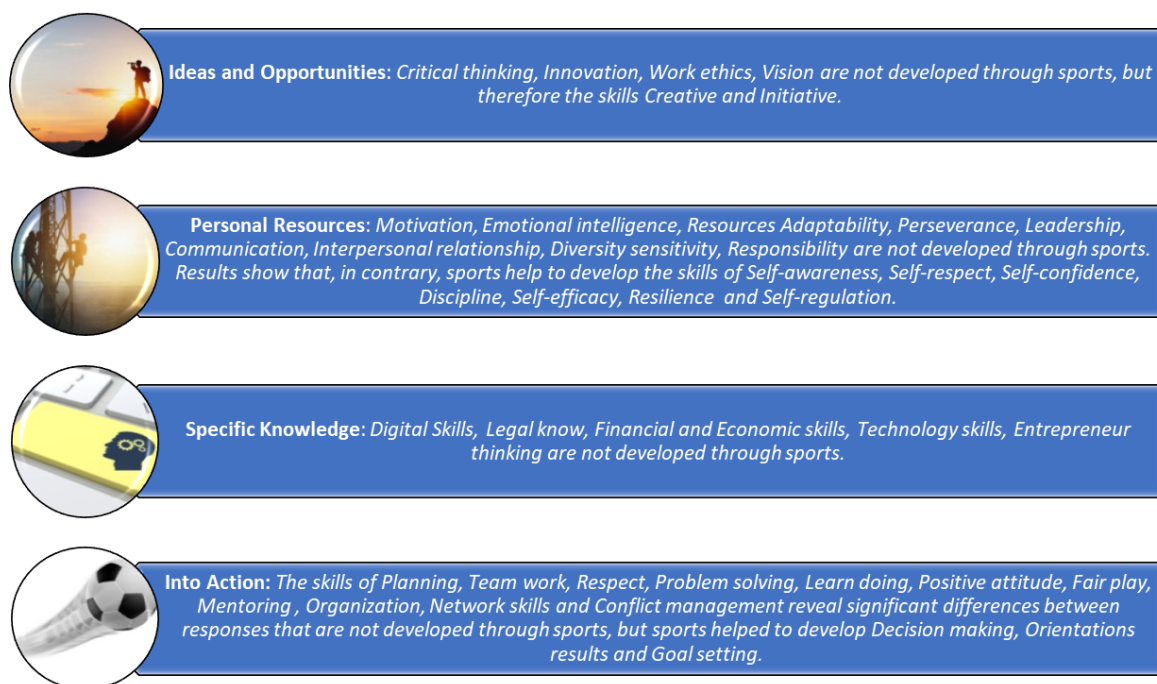 Ideas and Opportunities: Critical thinking, Innovation, Work ethics, Vision are not developed through sports, but
therefore the skills Creative and Initiative.
Personal Resources: Motivation, Emotional intelligence, Resources Adaptability, Perseverance, Leadership,
Communication, Interpersonal relationship, Diversity sensitivity, Responsibility are not developed through sports.
Results show that, in contrary, sports help to develop the skills of Self-awareness, Self-respect, Self-confidence,
Discipline, Self-efficacy, Resilience and Self-regulation.
Specific Knowledge: Digital Skills, Legal know, Financial and Economic skills, Technology skills, Entrepreneur
thinking are not developed through sports.
Into Action: The skills of Planning, Team work, Respect, Problem solving, Learn doing, Positive attitude, Fair play,
Mentoring , Organization, Network skills and Conflict management reveal significant differences between
responses that are not developed through sports, but sports helped to develop Decision making, Orientations
results and Goal setting.